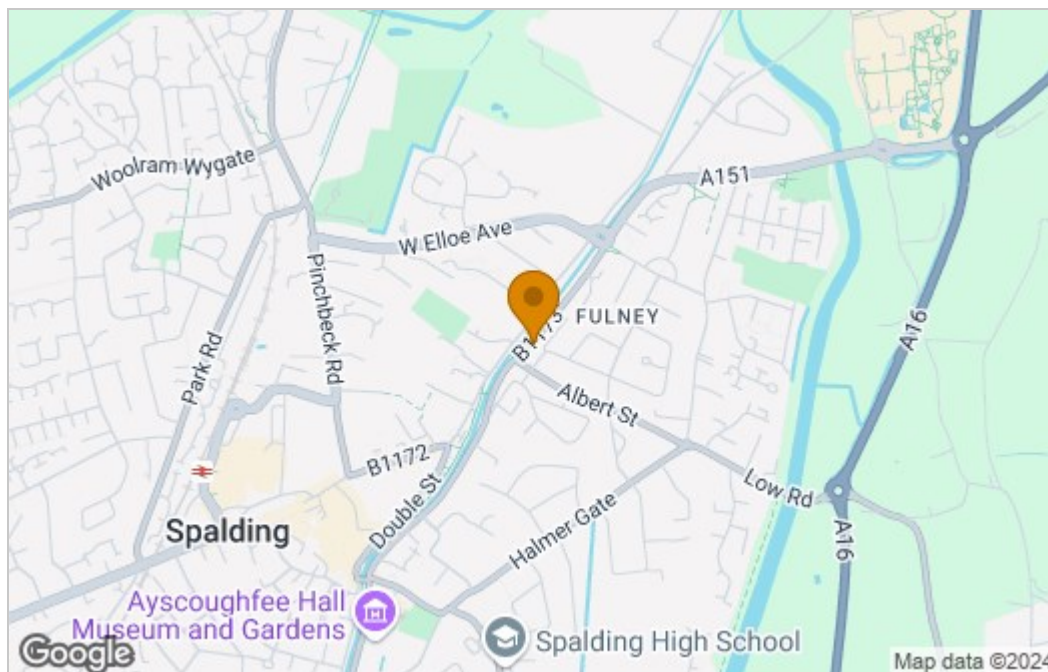 Woolram Wygate
A151
W Elloe Ave
Pinchbeck Rd
Park Rd
B1175
FULNEY
A16
Albert St
B1172
Low Rd
Double St
Halmer Gate
A16
Spalding
Ayscoughfee Hall
Museum and Gardens
Spalding High School
Google
Map data ©2024